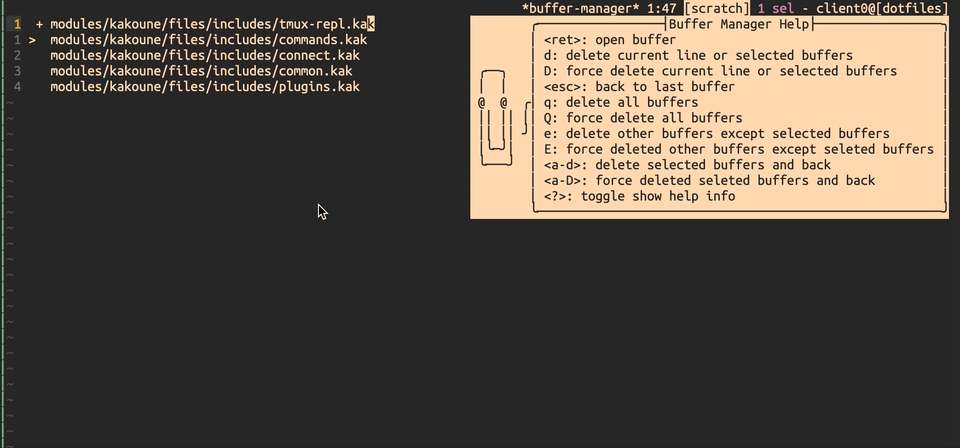 *buffer-manager* 1:47 [scratch] 1 sel - client0@[dotfiles]
1 + modules/kakoune/files/includes/tmux-repl.kak
1 > modules/kakoune/files/includes/commands.kak
2 modules/kakoune/files/includes/connect.kak
3 modules/kakoune/files/includes/common.kak
4 modules/kakoune/files/includes/plugins.kak
Buffer Manager Help
<ret>: open buffer
d: delete current line or selected buffers
D: force delete current line or selected buffers
<esc>: back to last buffer
q: delete all buffers
Q: force delete all buffers
e: delete other buffers except selected buffers
E: force deleted other buffers except seleted buffers
<a-d>: delete selected buffers and back
<a-D>: force deleted seleted buffers and back
<?>: toggle show help info